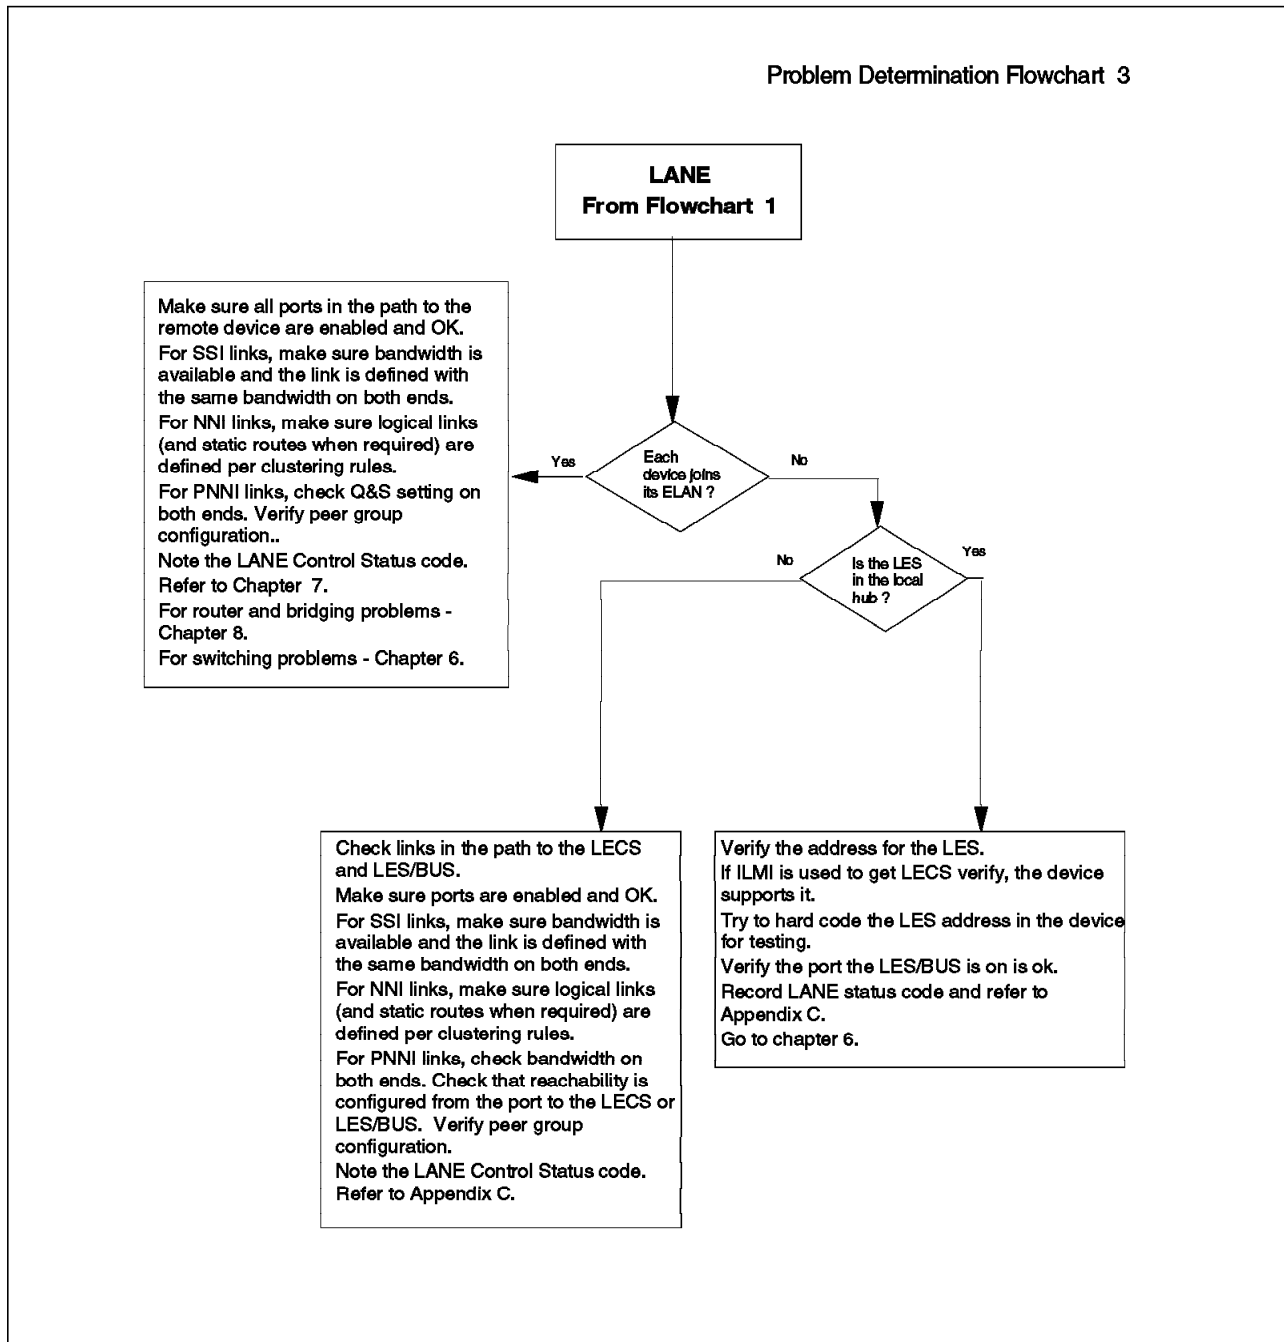 Problem Determination Flowchart 3
LANE
From Flowchart 1
Make sure all ports in the path to the
remote device are enabled and OK.
For SSI links, make sure bandwidth is
available and the link is defined with
the same bandwidth on both ends.
For NNI links, make sure logical links
(and static routes when required) are
defined per clustering rules.
For PNNI links, check Q&S setting on
both ends. Verify peer group
configuration..
Note the LANE Control Status code.
Refer to Chapter 7.
For router and bridging problems -
Chapter 8.
For switching problems - Chapter 6.
Yes
Each
device joins
its ELAN ?
No
No
Is the LES
in the local
hub ?
Yes
Check links in the path to the LECS
and LES/BUS.
Make sure ports are enabled and OK.
For SSI links, make sure bandwidth is
available and the link is defined with
the same bandwidth on both ends.
For NNI links, make sure logical links
(and static routes when required) are
defined per clustering rules.
For PNNI links, check bandwidth on
both ends. Check that reachability is
configured from the port to the LECS or
LES/BUS. Verify peer group
configuration.
Note the LANE Control Status code.
Refer to Appendix C.
Verify the address for the LES.
If ILMI is used to get LECS verify, the device
supports it.
Try to hard code the LES address in the device
for testing.
Verify the port the LES/BUS is on is ok.
Record LANE status code and refer to
Appendix C.
Go to chapter 6.